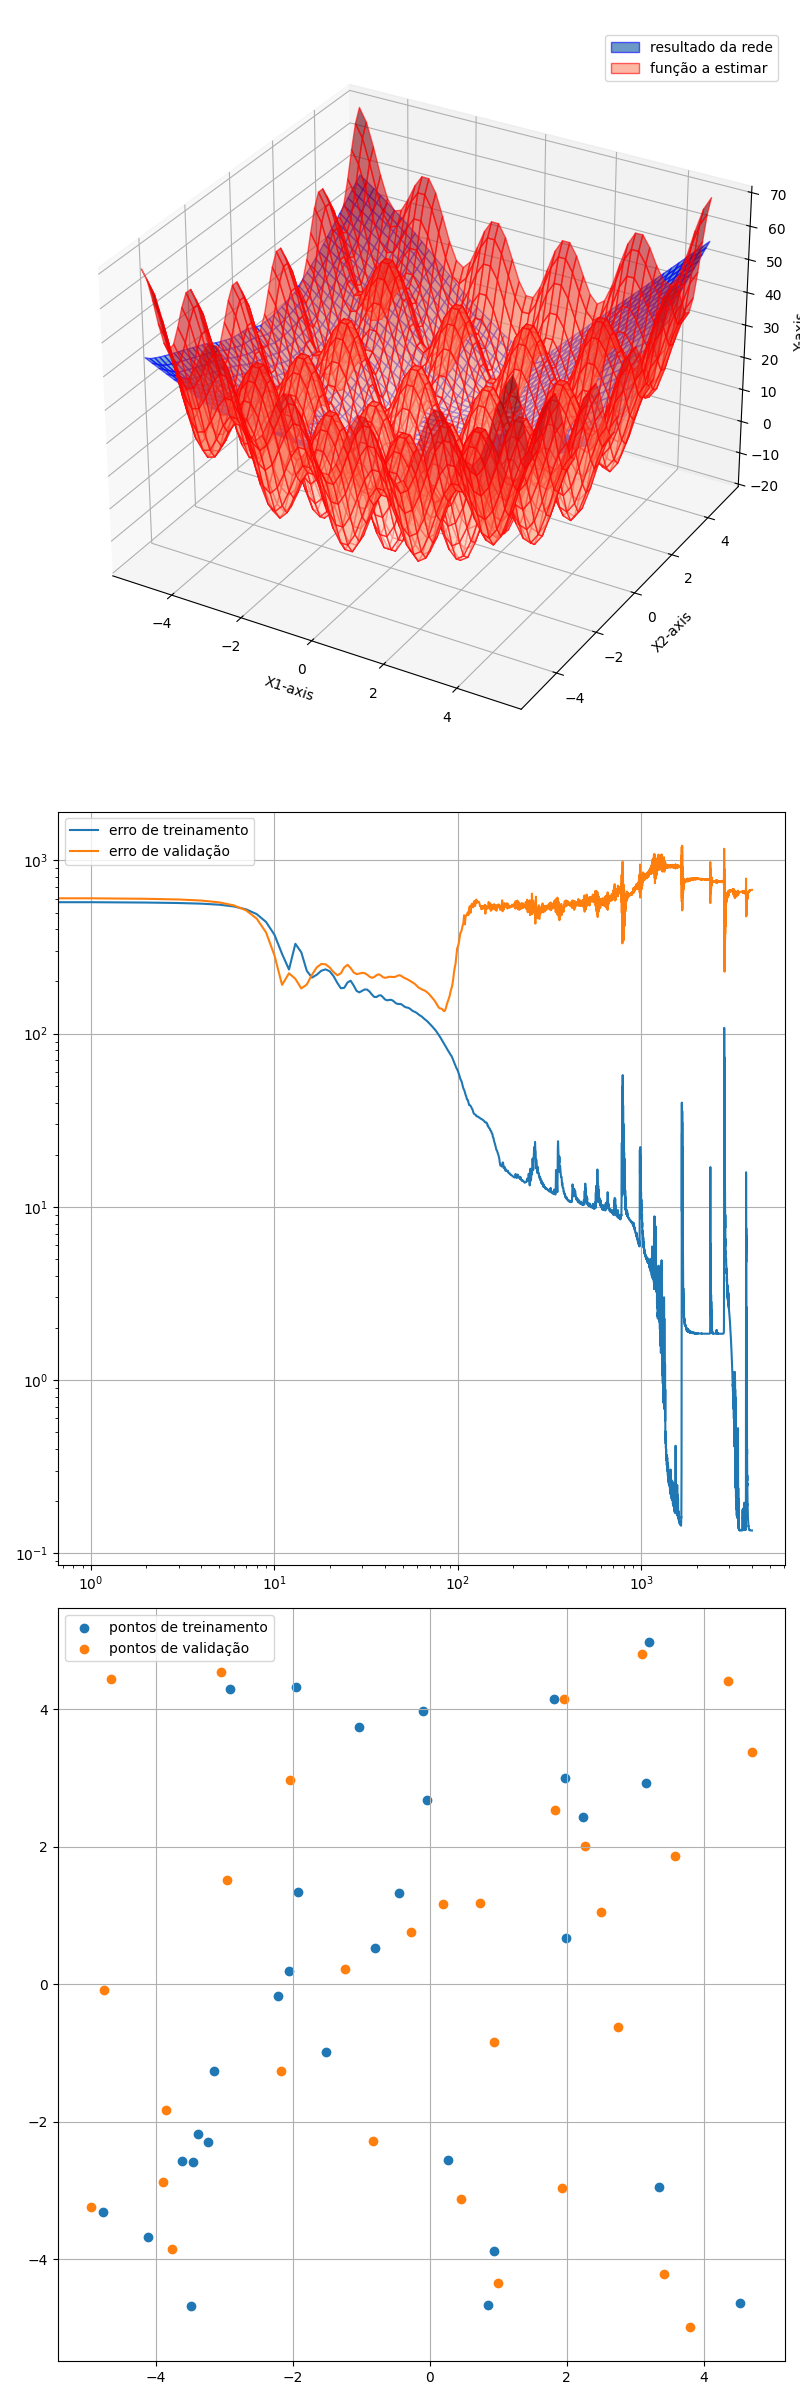 resultado da rede
função a estimar
70
60
50
40
30
20
10
0
−10
−20
Y-axis
4
2
0
−2
−4
X2-axis
−4
−2
0
2
4
X1-axis
erro de treinamento
erro de validação
10³
10²
10¹
10⁰
10⁻¹
10⁰ 10¹ 10² 10³
pontos de treinamento
pontos de validação
4
2
0
−2
−4
−4 −2 0 2 4